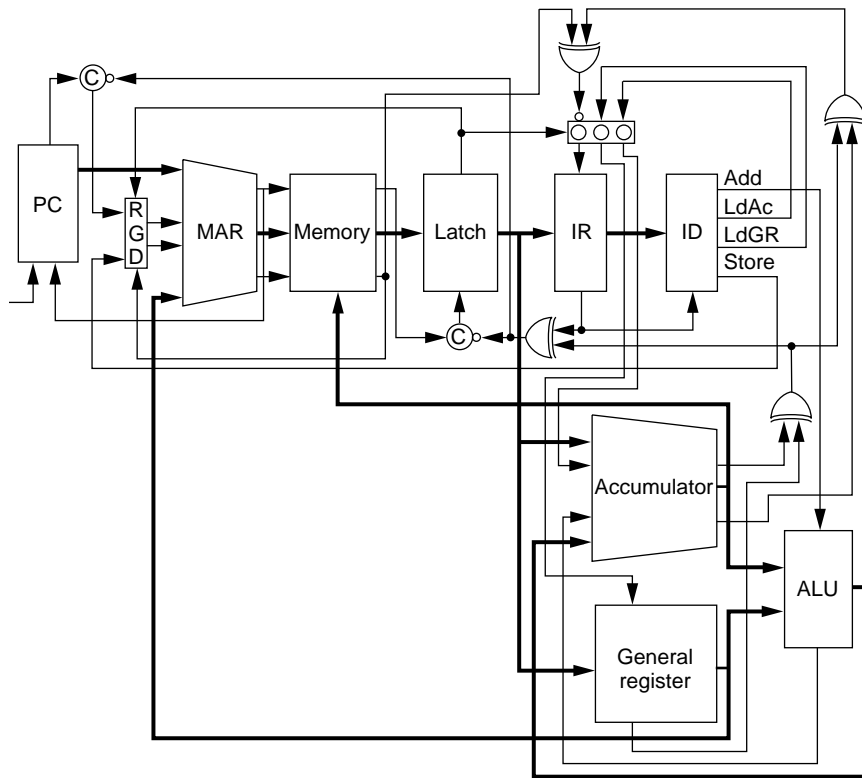 C
PC
R
G
D
MAR
Memory
Latch
IR
ID
Add
LdAc
LdGR
Store
C
Accumulator
ALU
General
register